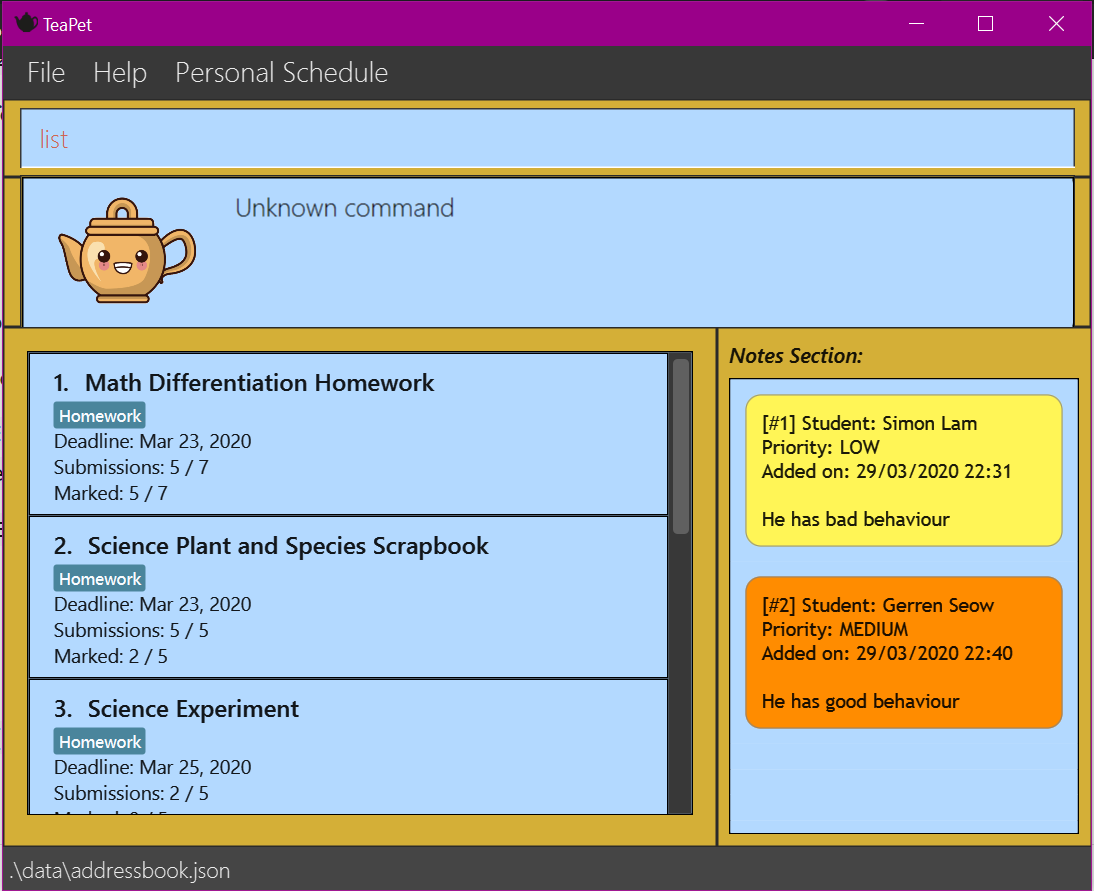 TeaPet
File Help Personal Schedule
list
Unknown command
1. Math Differentiation Homework
Homework
Deadline: Mar 23, 2020
Submissions: 5 / 7
Marked: 5 / 7
2. Science Plant and Species Scrapbook
Homework
Deadline: Mar 23, 2020
Submissions: 5 / 5
Marked: 2 / 5
3. Science Experiment
Homework
Deadline: Mar 25, 2020
Submissions: 2 / 5
Notes Section:
[#1] Student: Simon Lam
Priority: LOW
Added on: 29/03/2020 22:31
He has bad behaviour
[#2] Student: Gerren Seow
Priority: MEDIUM
Added on: 29/03/2020 22:40
He has good behaviour
.\data\addressbook.json